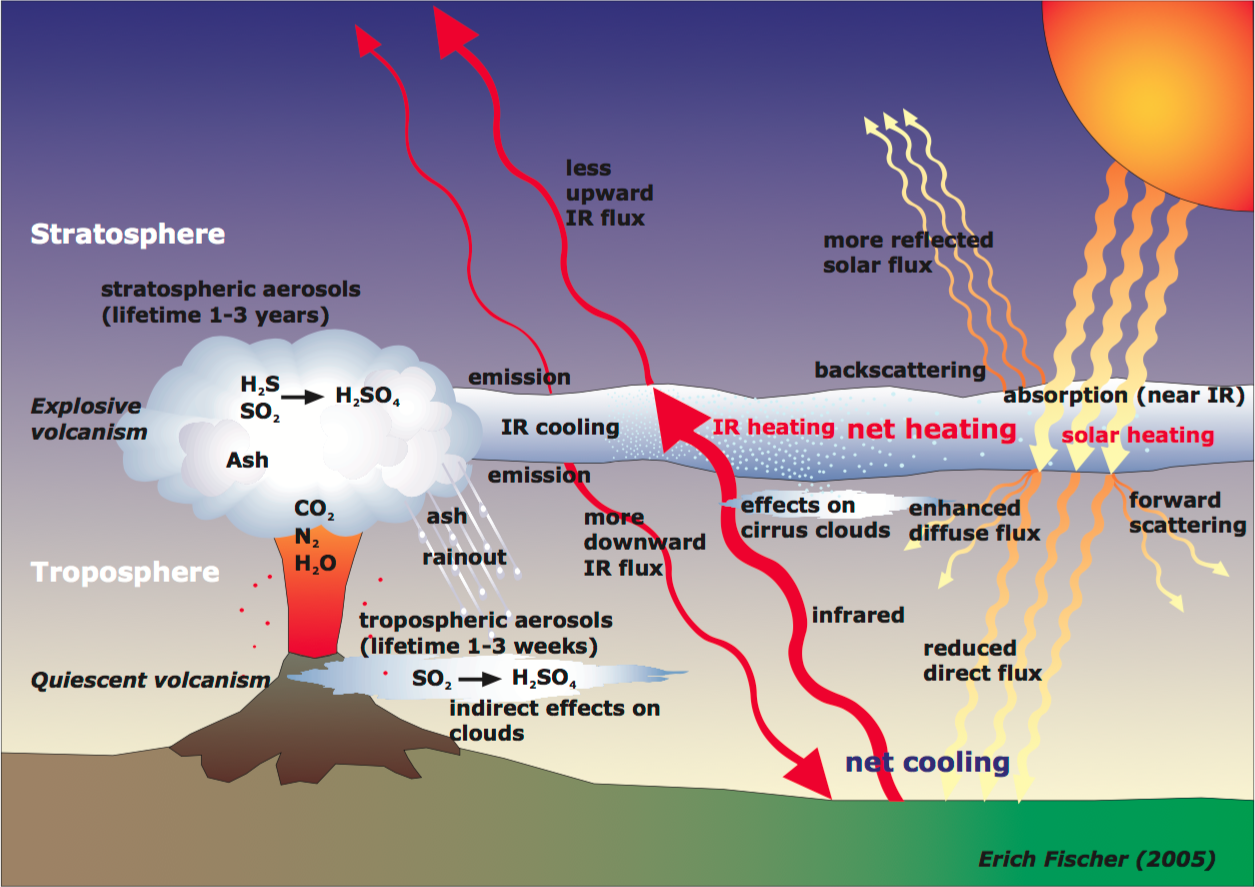 less
upward
IR flux
Stratosphere
more reflected
solar flux
stratospheric aerosols
(lifetime 1-3 years)
H₂S
SO₂
H₂SO₄
Explosive
volcanism
Ash
emission
backscattering
absorption (near IR)
IR cooling
IR heating
net heating
solar heating
emission
CO₂
N₂
H₂O
ash
rainout
more
downward
IR flux
effects on
cirrus clouds
enhanced
diffuse flux
forward
scattering
Troposphere
tropospheric aerosols
(lifetime 1-3 weeks)
infrared
reduced
direct flux
Quiescent volcanism
SO₂
H₂SO₄
indirect effects on
clouds
net cooling
Erich Fischer (2005)